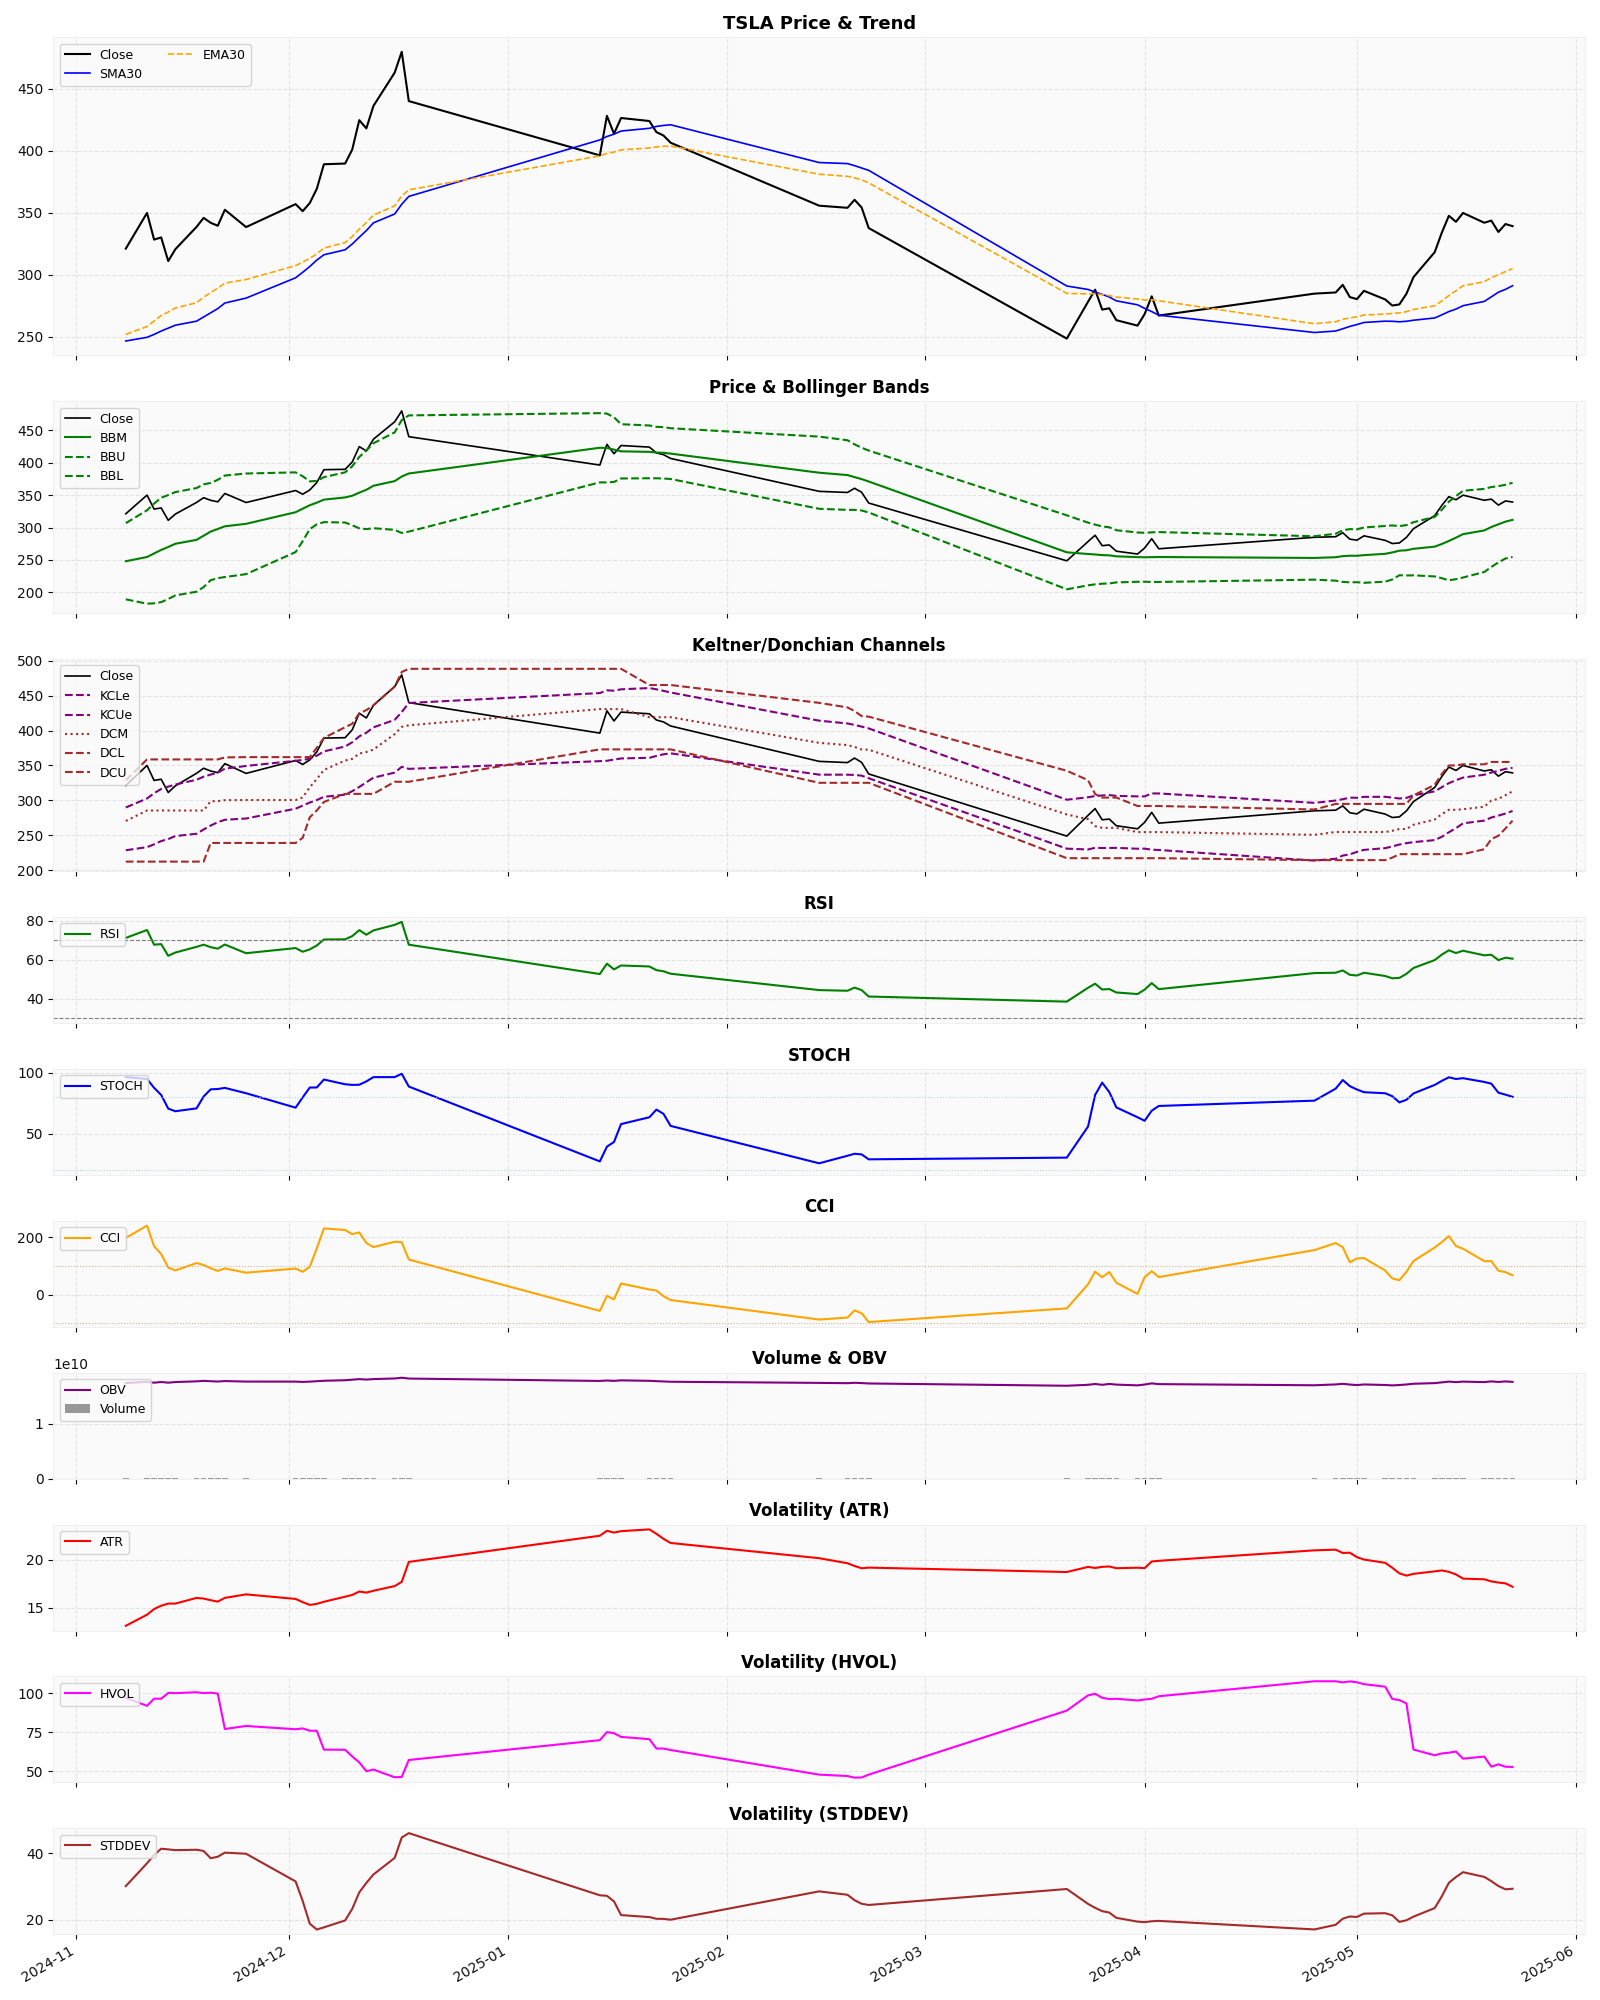 TSLA Price & Trend
Close
EMA30
SMA30
450
400
350
300
250
Price & Bollinger Bands
Close
BBM
BBU
BBL
450
400
350
300
250
200
Keltner/Donchian Channels
Close
KCLe
KCUe
DCM
DCL
DCU
500
450
400
350
300
250
200
RSI
RSI
80
60
40
STOCH
STOCH
100
50
CCI
CCI
200
0
Volume & OBV
1e10
OBV
Volume
1
0
Volatility (ATR)
ATR
20
15
Volatility (HVOL)
HVOL
100
75
50
Volatility (STDDEV)
STDDEV
40
20
2024-11
2024-12
2025-01
2025-02
2025-03
2025-04
2025-05
2025-06